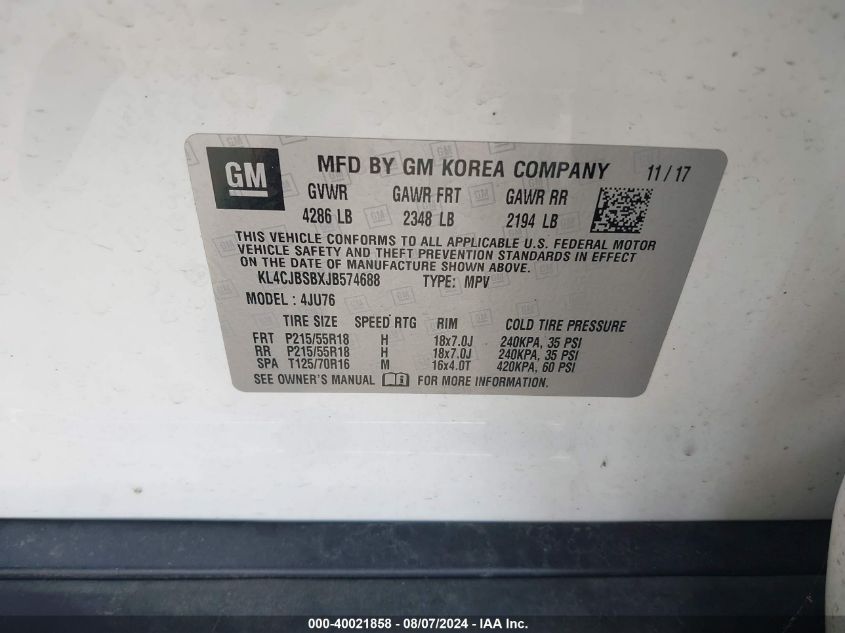 GM MFD BY GM KOREA COMPANY 11 / 17
GVWR GAWR FRT GAWR RR
4286 LB 2348 LB 2194 LB
THIS VEHICLE CONFORMS TO ALL APPLICABLE U.S. FEDERAL MOTOR
VEHICLE SAFETY AND THEFT PREVENTION STANDARDS IN EFFECT
ON THE DATE OF MANUFACTURE SHOWN ABOVE.
KL4CJBSBXJB574688 TYPE: MPV
MODEL : 4JU76
TIRE SIZE SPEED RTG RIM COLD TIRE PRESSURE
FRT P215/55R18 H 18x7.0J 240KPA, 35 PSI
RR P215/55R18 H 18x7.0J 240KPA, 35 PSI
SPA T125/70R16 M 16x4.0T 420KPA, 60 PSI
SEE OWNER'S MANUAL FOR MORE INFORMATION.
000-40021858 - 08/07/2024 - IAA Inc.